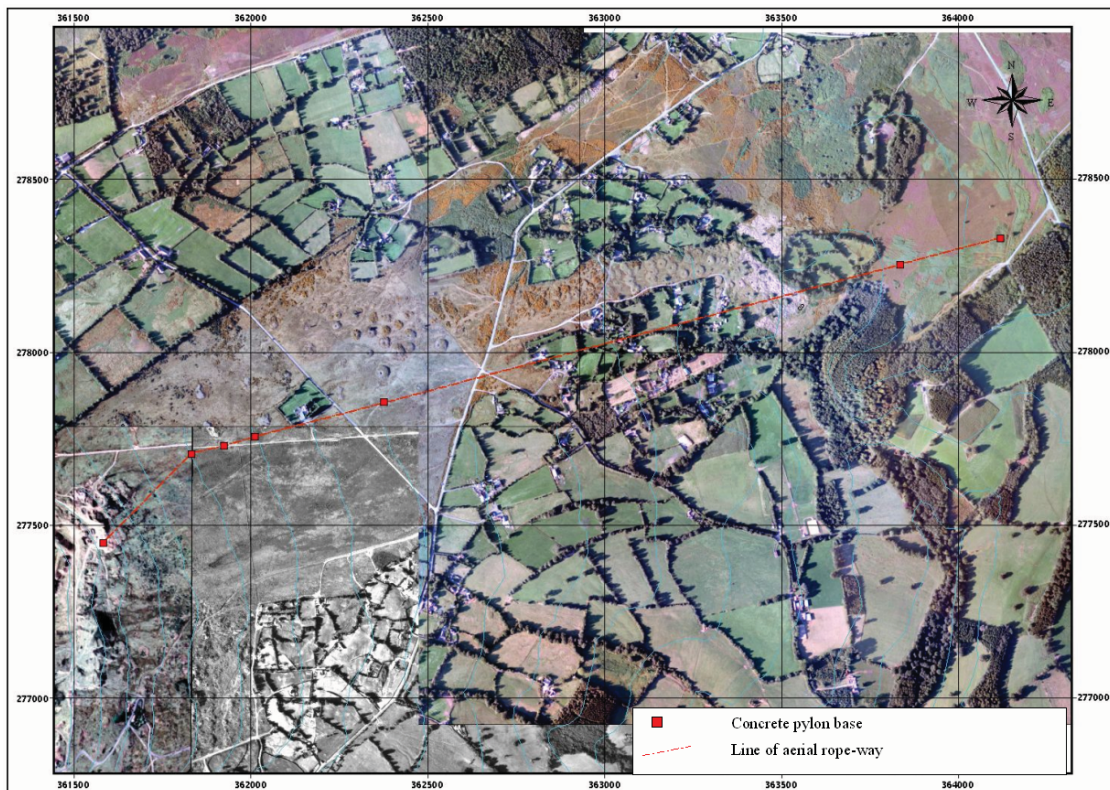 361500 362000 362500 363000 363500 364000
N
W E
S
278500 278500
278000 278000
277500 277500
277000 277000
Concrete pylon base
Line of aerial rope-way
361500 362000 362500 363000 363500 364000